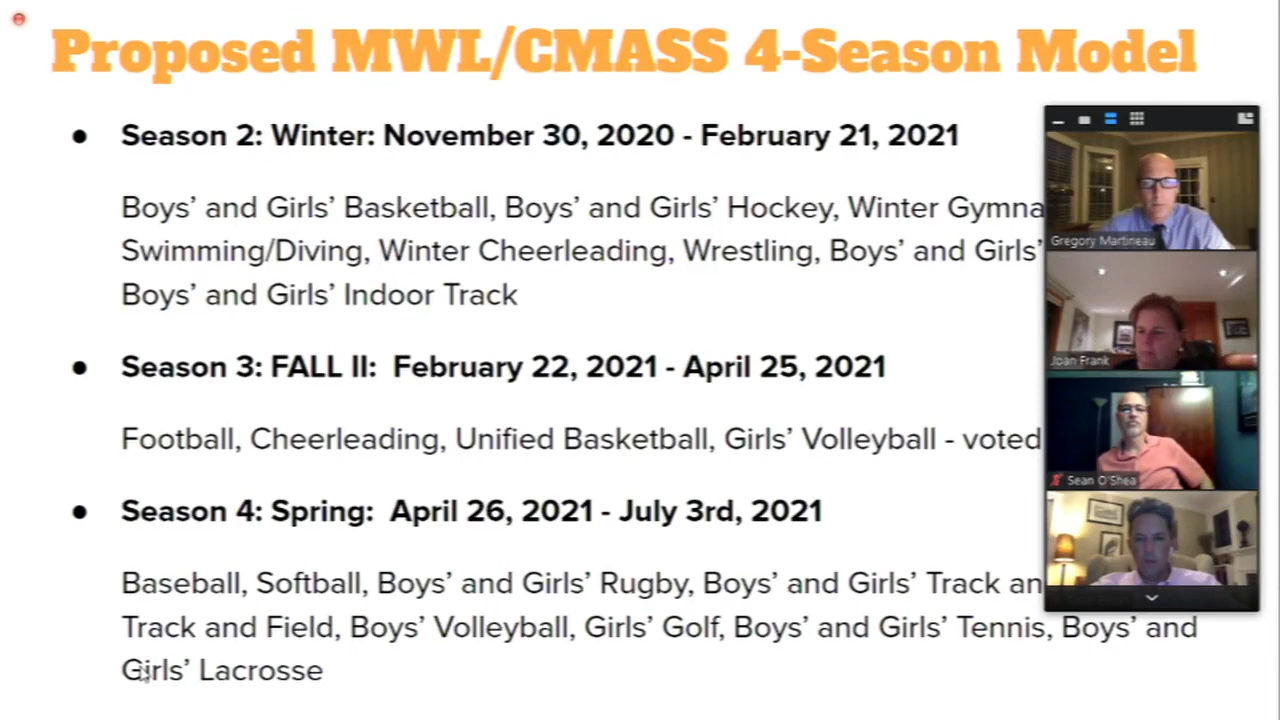 Proposed MWL/CMASS 4-Season Model
● Season 2: Winter: November 30, 2020 - February 21, 2021
Boys’ and Girls’ Basketball, Boys’ and Girls’ Hockey, Winter Gymna
Swimming/Diving, Winter Cheerleading, Wrestling, Boys’ and Girls’
Boys’ and Girls’ Indoor Track
● Season 3: FALL II: February 22, 2021 - April 25, 2021
Football, Cheerleading, Unified Basketball, Girls’ Volleyball - voted
● Season 4: Spring: April 26, 2021 - July 3rd, 2021
Baseball, Softball, Boys’ and Girls’ Rugby, Boys’ and Girls’ Track an
Track and Field, Boys’ Volleyball, Girls’ Golf, Boys’ and Girls’ Tennis, Boys’ and
Girls’ Lacrosse
Gregory Martineau
Joan Frank
Sean O'Shea